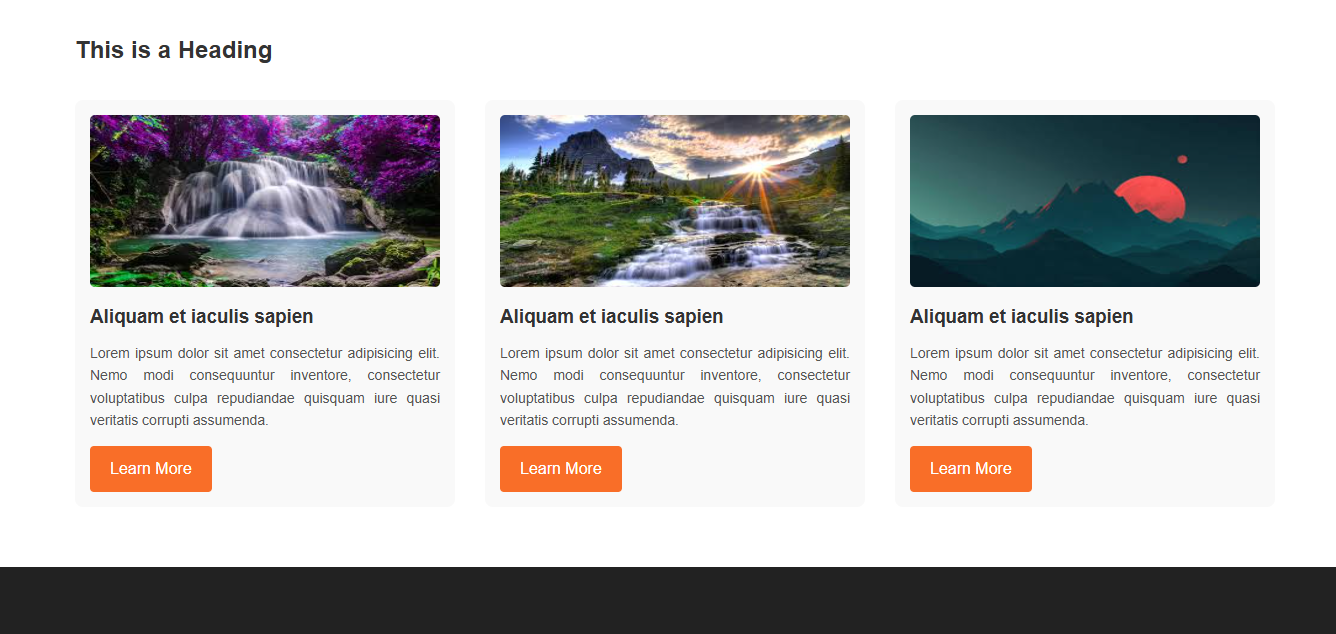 This is a Heading
Aliquam et iaculis sapien
Lorem ipsum dolor sit amet consectetur adipisicing elit.
Nemo modi consequuntur inventore, consectetur
voluptatibus culpa repudiandae quisquam iure quasi
veritatis corrupti assumenda.
Learn More
Aliquam et iaculis sapien
Lorem ipsum dolor sit amet consectetur adipisicing elit.
Nemo modi consequuntur inventore, consectetur
voluptatibus culpa repudiandae quisquam iure quasi
veritatis corrupti assumenda.
Learn More
Aliquam et iaculis sapien
Lorem ipsum dolor sit amet consectetur adipisicing elit.
Nemo modi consequuntur inventore, consectetur
voluptatibus culpa repudiandae quisquam iure quasi
veritatis corrupti assumenda.
Learn More